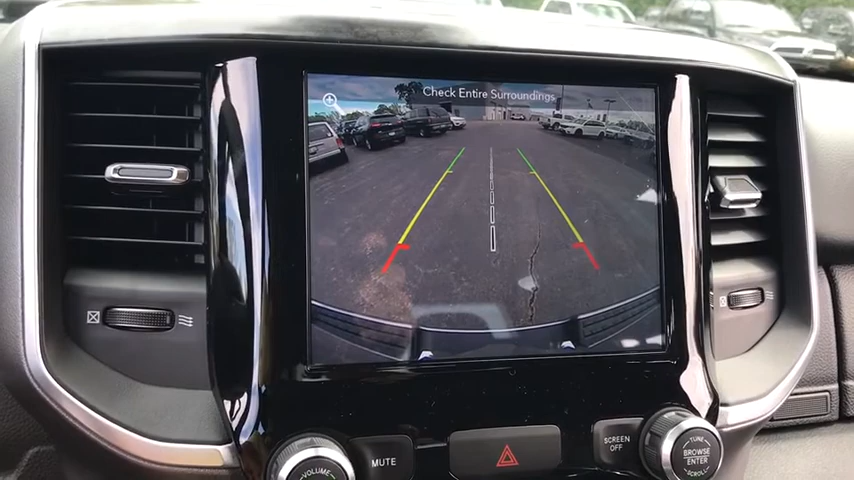 Check Entire Surroundings
MUTE
SCREEN
OFF
VOLUME
TUNE
BROWSE
ENTER
SCROLL